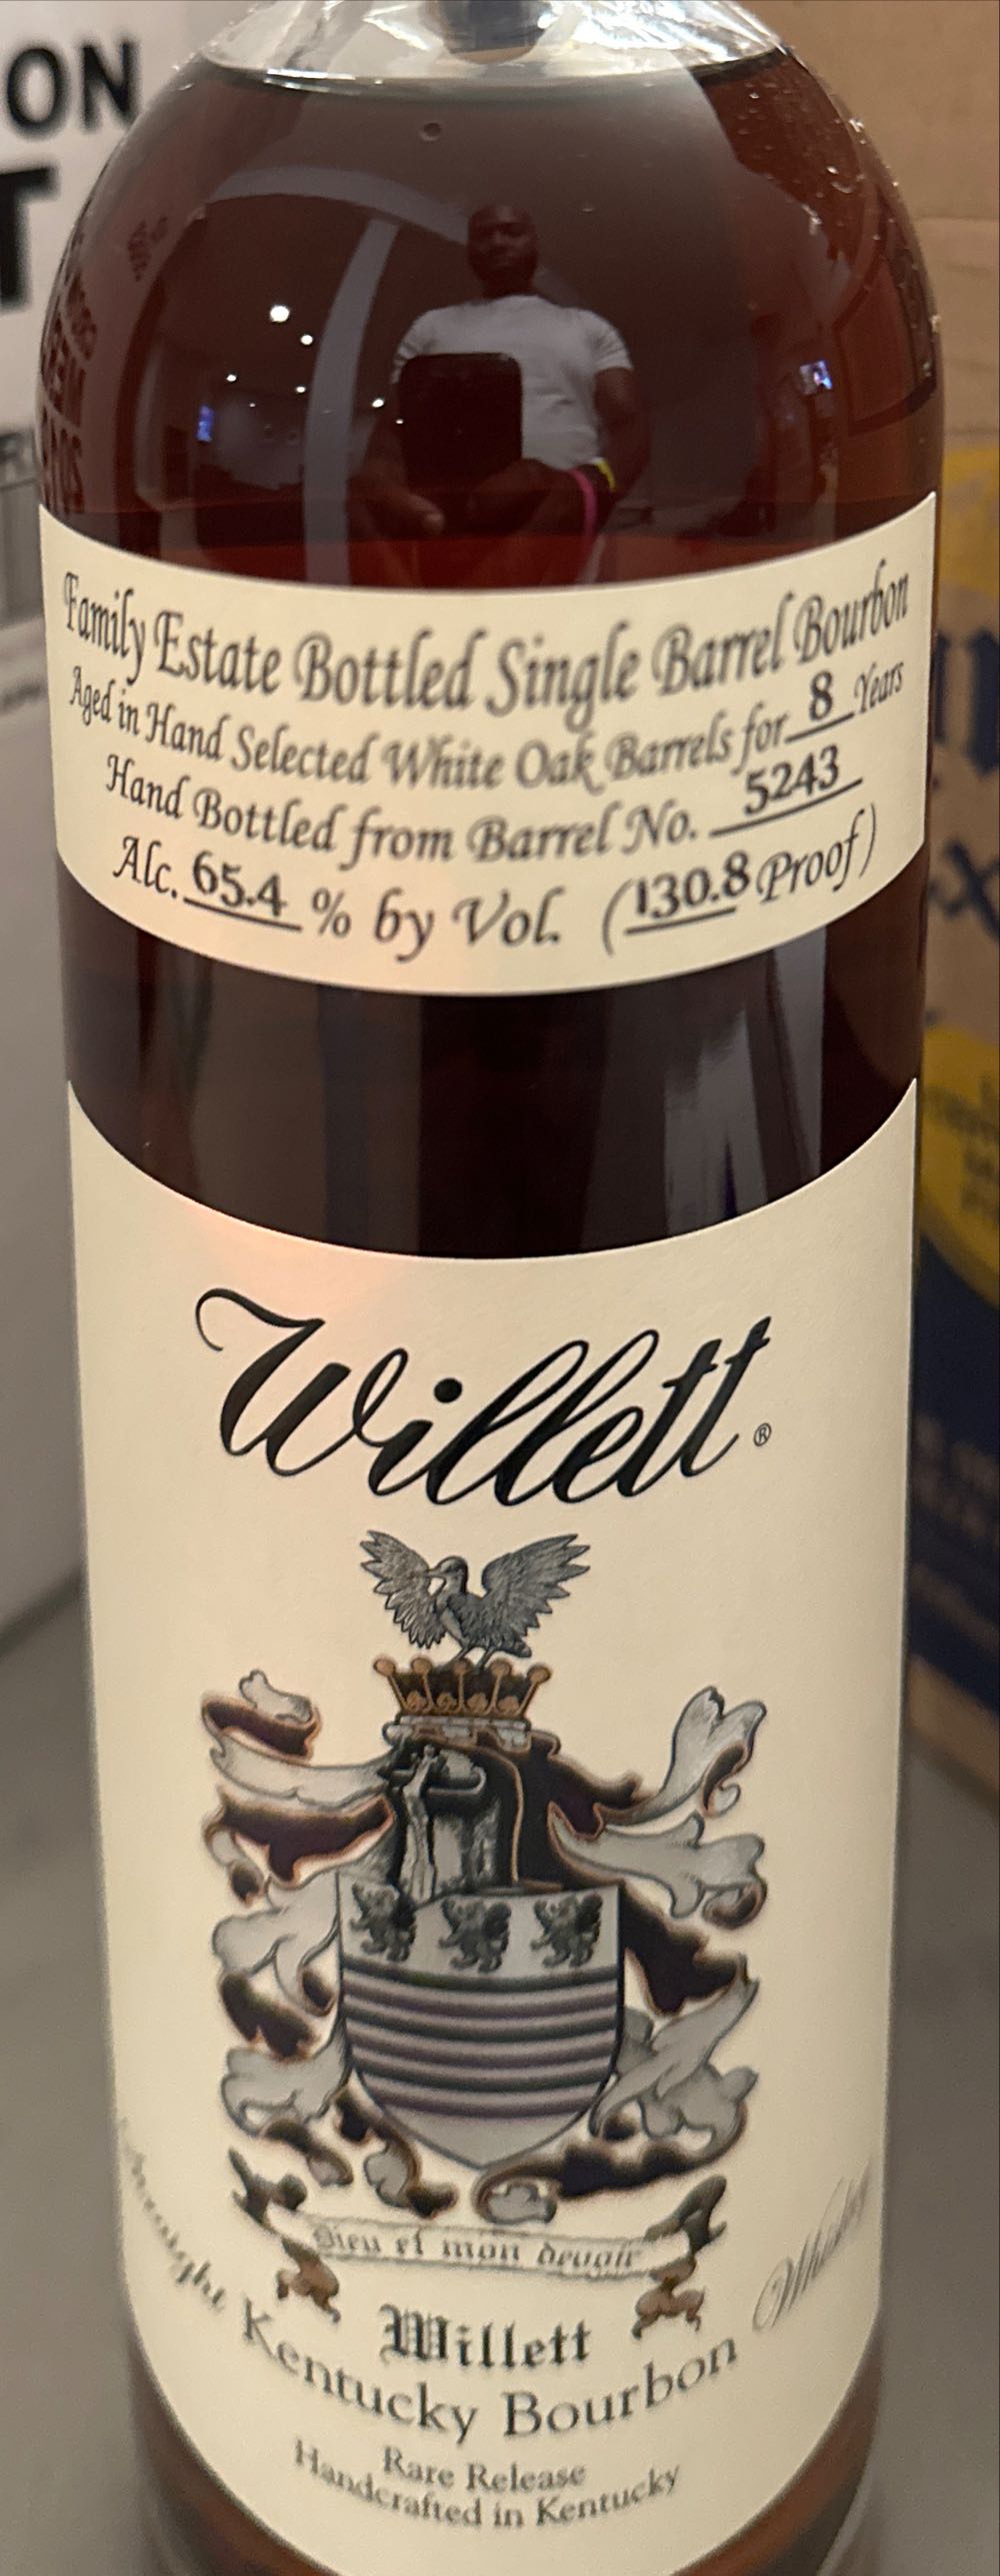 ON
T
Family Estate Bottled Single Barrel Bourbon
Aged in Hand Selected White Oak Barrels for 8 Years
Hand Bottled from Barrel No. 5243
Alc. 65.4 % by Vol. (130.8 Proof)
Willett®
Dieu et mon devoir
Willett
Straight Kentucky Bourbon Whiskey
Rare Release
Handcrafted in Kentucky